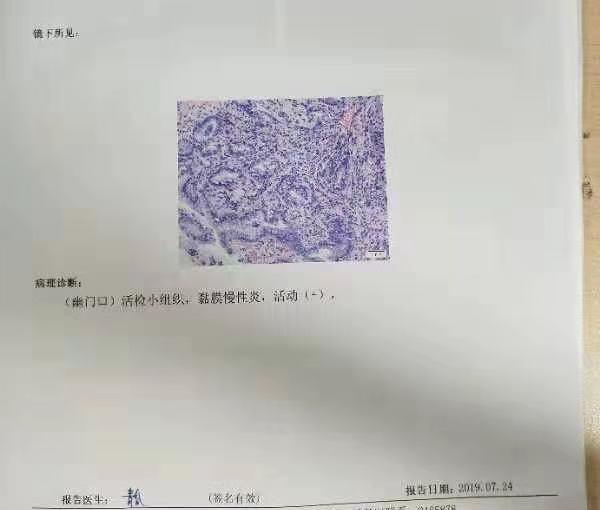 镜下所见：
病理诊断：
（幽门口）活检小组织，黏膜慢性炎，活动（+）。
报告医生：
（签名有效）
报告日期：2019.07.24